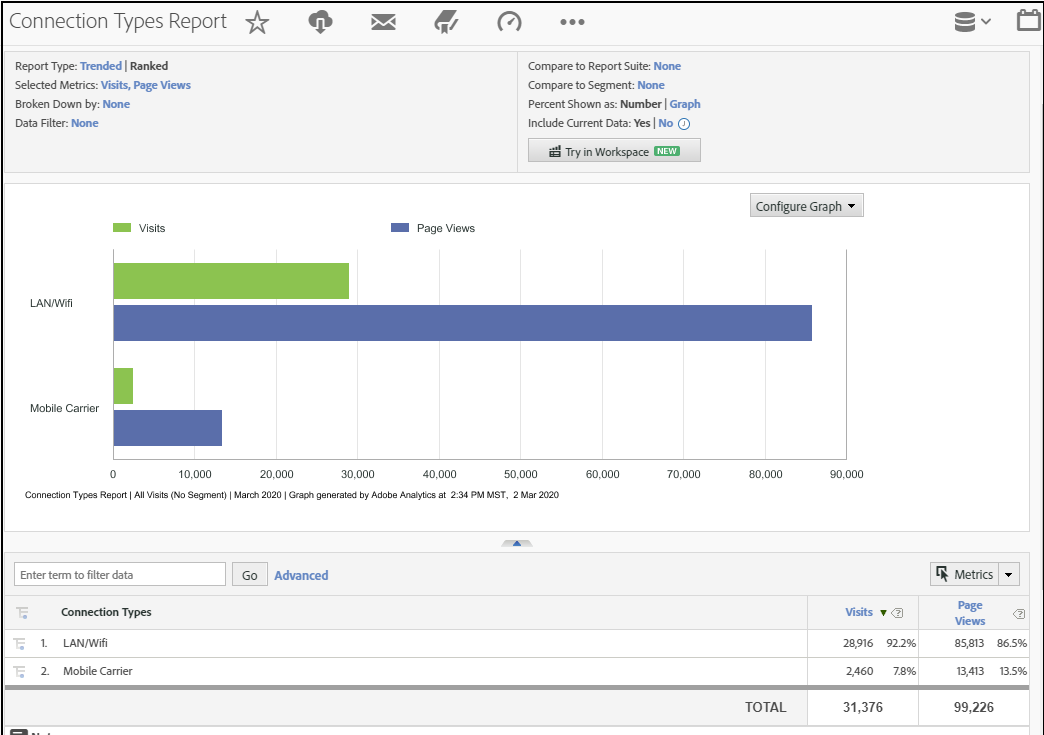 Connection Types Report
Report Type: Trended | Ranked
Selected Metrics: Visits, Page Views
Broken Down by: None
Data Filter: None
Compare to Report Suite: None
Compare to Segment: None
Percent Shown as: Number | Graph
Include Current Data: Yes | No i
Try in Workspace NEW
Configure Graph
Visits Page Views
LAN/Wifi
Mobile Carrier
0 10,000 20,000 30,000 40,000 50,000 60,000 70,000 80,000 90,000
Connection Types Report | All Visits (No Segment) | March 2020 | Graph generated by Adobe Analytics at 2:34 PM MST, 2 Mar 2020
Enter term to filter data Go Advanced Metrics
Connection Types Visits ? Page Views ?
1. LAN/Wifi 28,916 92.2% 85,813 86.5%
2. Mobile Carrier 2,460 7.8% 13,413 13.5%
TOTAL 31,376 99,226